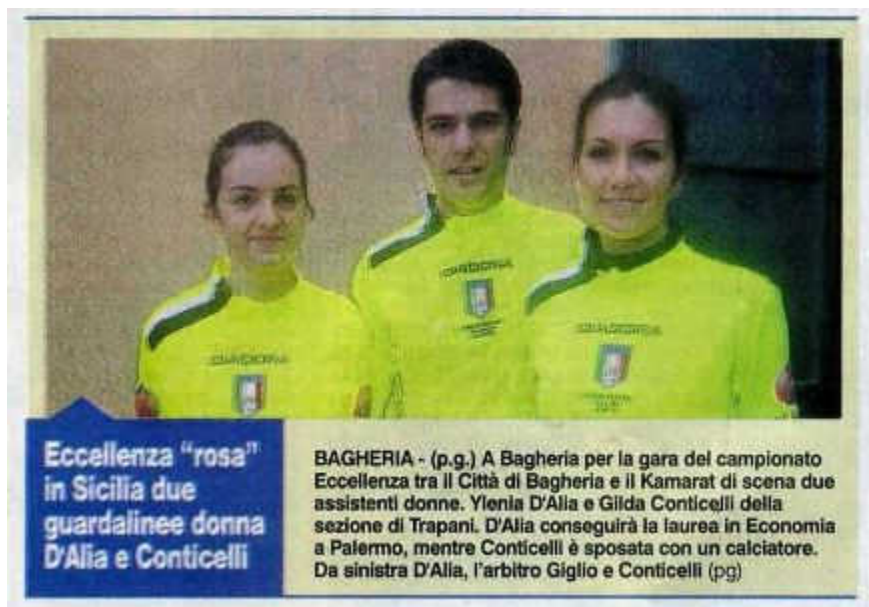 Eccellenza "rosa"
in Sicilia due
guardalinee donna
D'Alia e Conticelli
BAGHERIA - (p.g.) A Bagheria per la gara del campionato
Eccellenza tra il Città di Bagheria e il Kamarat di scena due
assistenti donne. Ylenia D'Alia e Gilda Conticelli della
sezione di Trapani. D'Alia conseguirà la laurea in Economia
a Palermo, mentre Conticelli è sposata con un calciatore.
Da sinistra D'Alia, l'arbitro Giglio e Conticelli (pg)